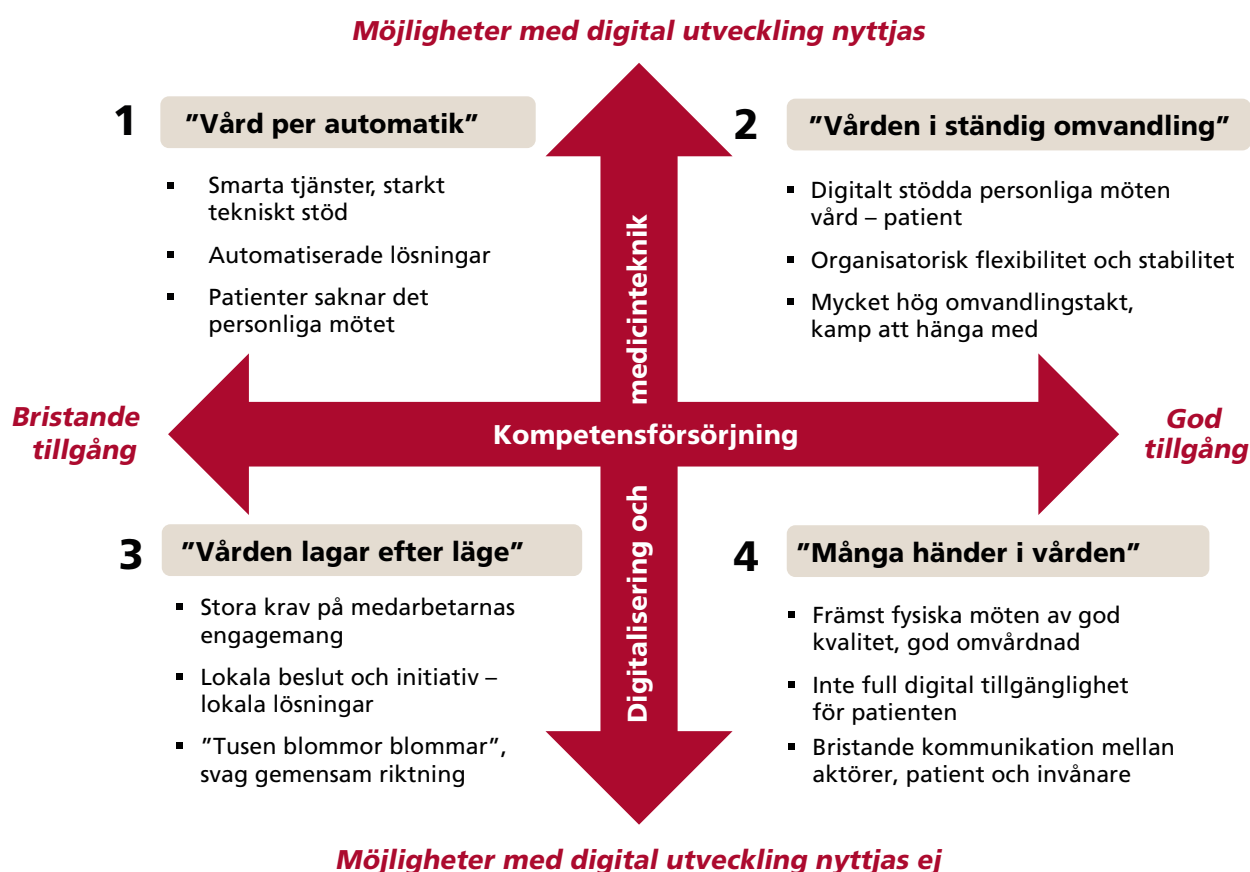 Möjligheter med digital utveckling nyttjas
1
”Vård per automatik”
▪ Smarta tjänster, starkt
tekniskt stöd
▪ Automatiserade lösningar
▪ Patienter saknar det
personliga mötet
2
”Vården i ständig omvandling”
▪ Digitalt stödda personliga möten
vård – patient
▪ Organisatorisk flexibilitet och stabilitet
▪ Mycket hög omvandlingstakt,
kamp att hänga med
Bristande
tillgång
Kompetensförsörjning
God
tillgång
Digitalisering och medicinteknik
3
”Vården lagar efter läge”
▪ Stora krav på medarbetarnas
engagemang
▪ Lokala beslut och initiativ –
lokala lösningar
▪ ”Tusen blommor blommar”,
svag gemensam riktning
4
”Många händer i vården”
▪ Främst fysiska möten av god
kvalitet, god omvårdnad
▪ Inte full digital tillgänglighet
för patienten
▪ Bristande kommunikation mellan
aktörer, patient och invånare
Möjligheter med digital utveckling nyttjas ej